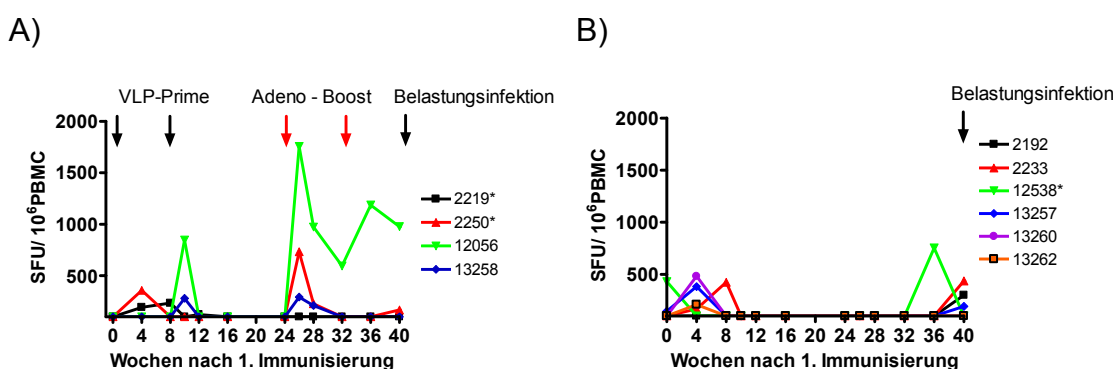 A)
VLP-Prime
Adeno - Boost
Belastungsinfektion
SFU/ 10⁶PBMC
2000
1500
1000
500
0 4 8 12 16 20 24 28 32 36 40
Wochen nach 1. Immunisierung
2219*
2250*
12056
13258
B)
Belastungsinfektion
SFU/ 10⁶PBMC
2000
1500
1000
500
0 4 8 12 16 20 24 28 32 36 40
Wochen nach 1. Immunisierung
2192
2233
12538*
13257
13260
13262